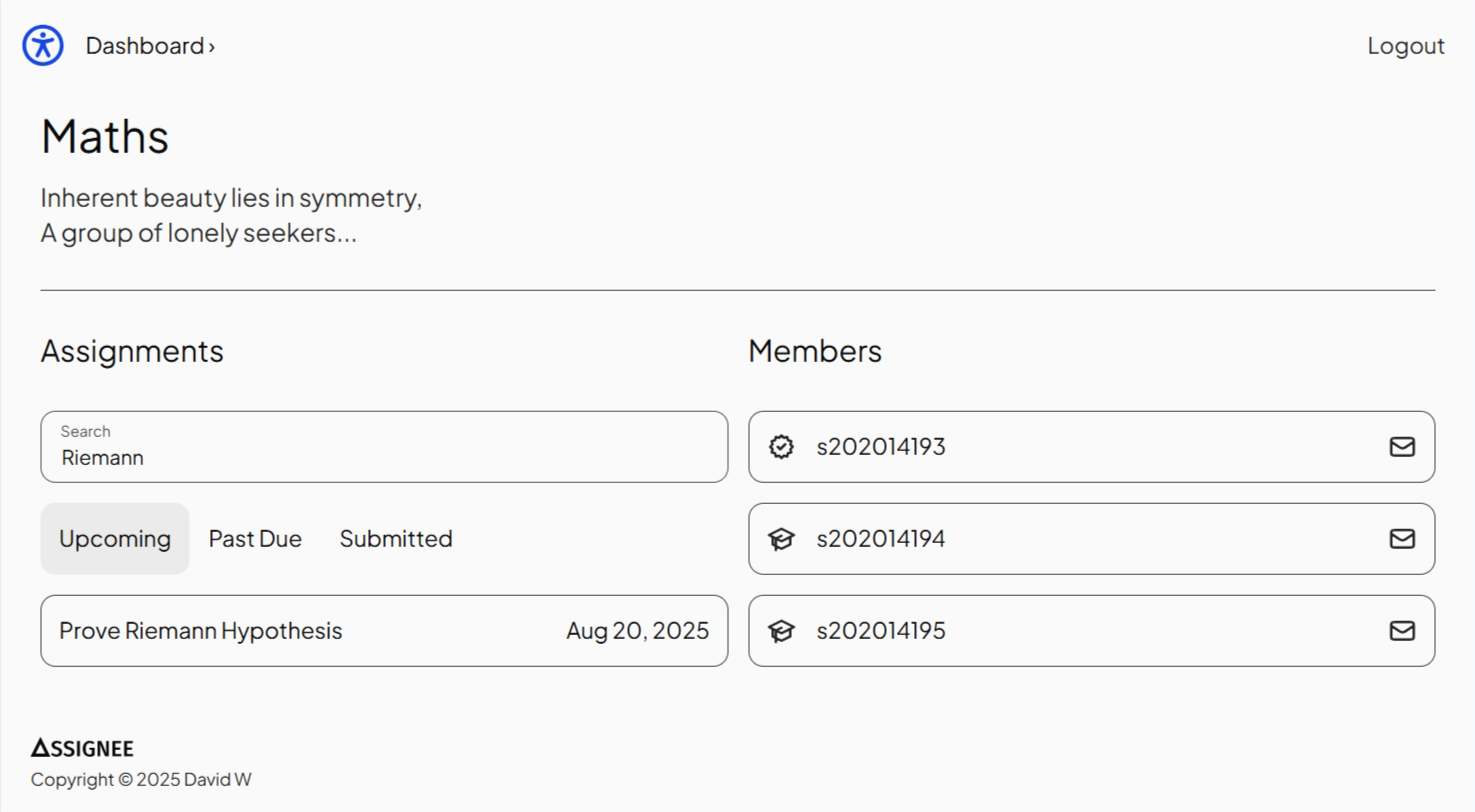 Dashboard ›
Logout
Maths
Inherent beauty lies in symmetry,
A group of lonely seekers...
Assignments
Search
Riemann
Upcoming
Past Due
Submitted
Prove Riemann Hypothesis
Aug 20, 2025
Members
s202014193
s202014194
s202014195
ASSIGNEE
Copyright © 2025 David W